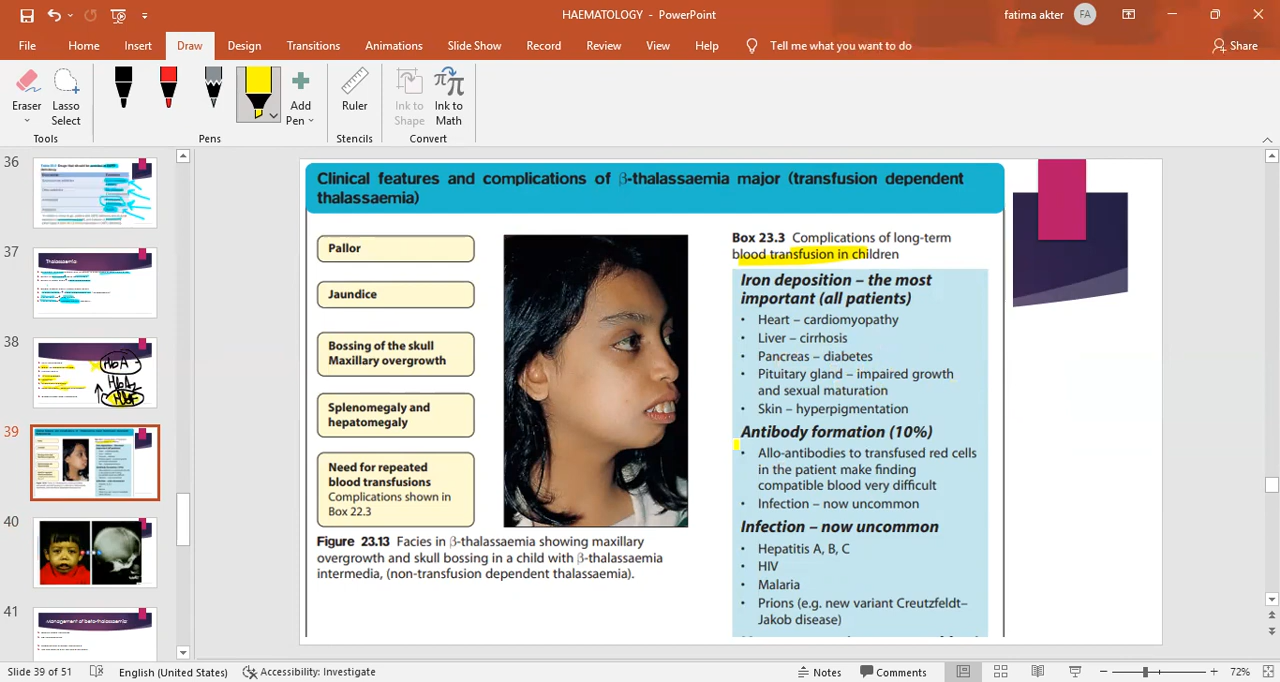 HAEMATOLOGY - PowerPoint
fatima akter FA
File Home Insert Draw Design Transitions Animations Slide Show Record Review View Help Tell me what you want to do Share
Eraser Lasso Select Add Pen Ruler Ink to Shape Ink to Math
Tools Pens Stencils Convert
36
37
Thalassaemia
38
HbA
HbA2
HbF
39
40
41
Management of beta-thalassaemia
Clinical features and complications of β-thalassaemia major (transfusion dependent
thalassaemia)
Pallor
Jaundice
Bossing of the skull
Maxillary overgrowth
Splenomegaly and
hepatomegaly
Need for repeated
blood transfusions
Complications shown in
Box 22.3
Figure 23.13 Facies in β-thalassaemia showing maxillary
overgrowth and skull bossing in a child with β-thalassaemia
intermedia, (non-transfusion dependent thalassaemia).
Box 23.3 Complications of long-term
blood transfusion in children
Iron deposition – the most
important (all patients)
• Heart – cardiomyopathy
• Liver – cirrhosis
• Pancreas – diabetes
• Pituitary gland – impaired growth
and sexual maturation
• Skin – hyperpigmentation
Antibody formation (10%)
• Allo-antibodies to transfused red cells
in the patient make finding
compatible blood very difficult
• Infection – now uncommon
Infection – now uncommon
• Hepatitis A, B, C
• HIV
• Malaria
• Prions (e.g. new variant Creutzfeldt–
Jakob disease)
Slide 39 of 51 English (United States) Accessibility: Investigate Notes Comments 72%